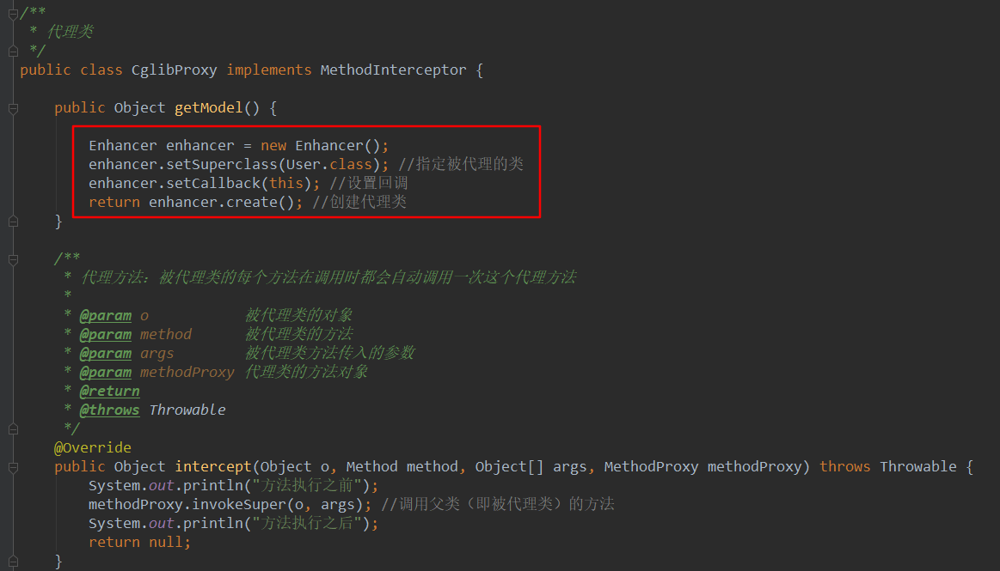 /**
 * 代理类
 */
public class CglibProxy implements MethodInterceptor {
    public Object getModel() {
        Enhancer enhancer = new Enhancer();
        enhancer.setSuperclass(User.class); //指定被代理的类
        enhancer.setCallback(this); //设置回调
        return enhancer.create(); //创建代理类
    }
    /**
     * 代理方法：被代理类的每个方法在调用时都会自动调用一次这个代理方法
     *
     * @param o           被代理类的对象
     * @param method      被代理类的方法
     * @param args        被代理类方法传入的参数
     * @param methodProxy 代理类的方法对象
     * @return
     * @throws Throwable
     */
    @Override
    public Object intercept(Object o, Method method, Object[] args, MethodProxy methodProxy) throws Throwable {
        System.out.println("方法执行之前");
        methodProxy.invokeSuper(o, args); //调用父类（即被代理类）的方法
        System.out.println("方法执行之后");
        return null;
    }